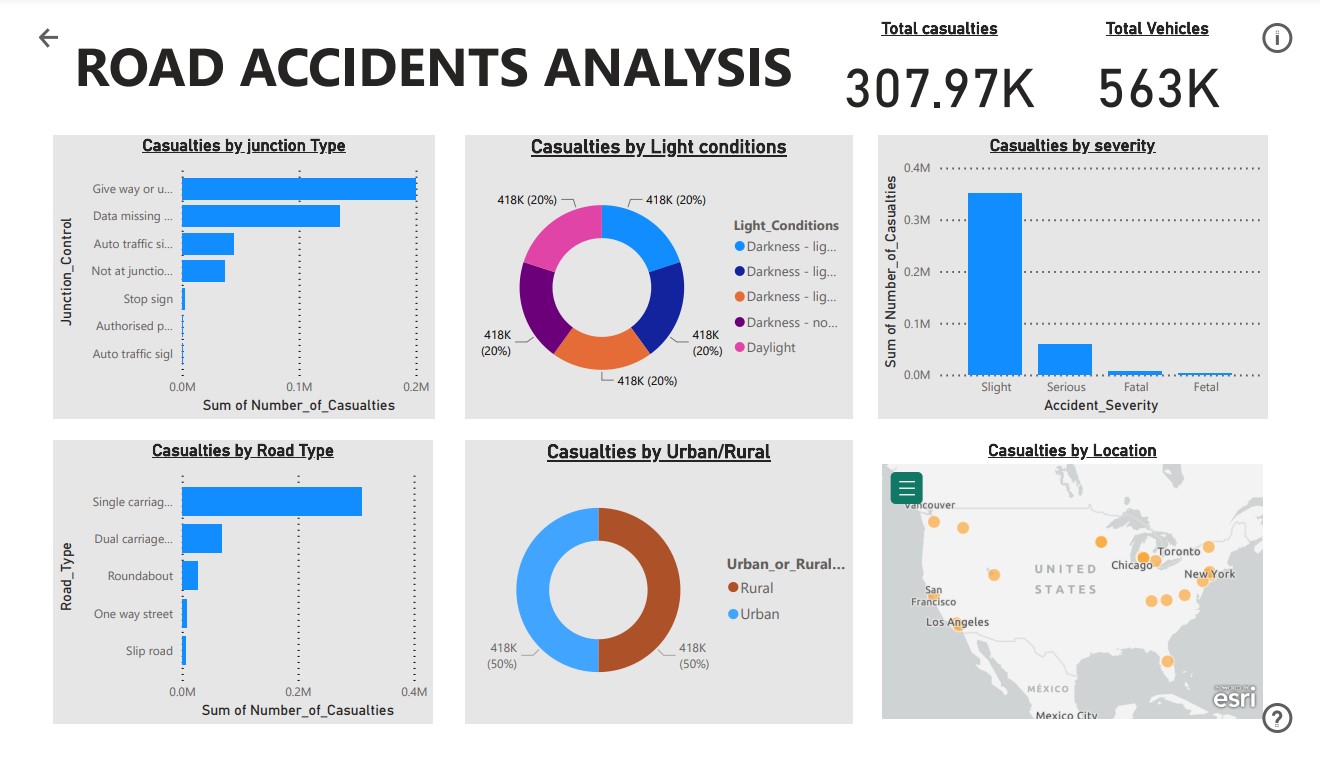 ROAD ACCIDENTS ANALYSIS
Total casualties
307.97K
Total Vehicles
563K
Casualties by junction Type
Junction_Control
Give way or u...
Data missing ...
Auto traffic si...
Not at junctio...
Stop sign
Authorised p...
Auto traffic sigl
0.0M 0.1M 0.2M
Sum of Number_of_Casualties
Casualties by Light conditions
418K (20%)
418K (20%)
418K
(20%)
418K
(20%)
418K (20%)
Light_Conditions
Darkness - lig...
Darkness - lig...
Darkness - lig...
Darkness - no...
Daylight
Casualties by severity
Sum of Number_of_Casualties
0.4M
0.3M
0.2M
0.1M
0.0M
Slight Serious Fatal Fetal
Accident_Severity
Casualties by Road Type
Road_Type
Single carriag...
Dual carriage...
Roundabout
One way street
Slip road
0.0M 0.2M 0.4M
Sum of Number_of_Casualties
Casualties by Urban/Rural
418K
(50%)
418K
(50%)
Urban_or_Rural...
Rural
Urban
Casualties by Location
Vancouver
Toronto
Chicago
UNITED
STATES
New York
San
Francisco
Los Angeles
MÉXICO
Mexico City
POWERED BY
esri
i
?